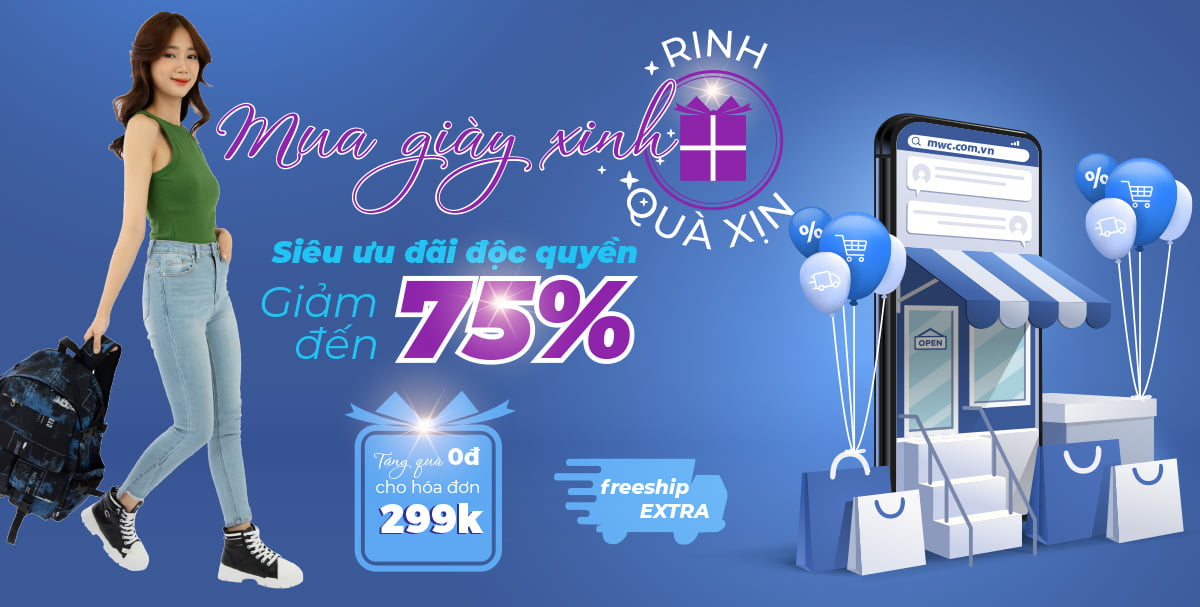 RINH
Mua giày xinh
QUÀ XỊN
Siêu ưu đãi độc quyền
Giảm
đến
75%
Tặng quà 0đ
cho hóa đơn
299k
freeship
EXTRA
mwc.com.vn
%
%
OPEN